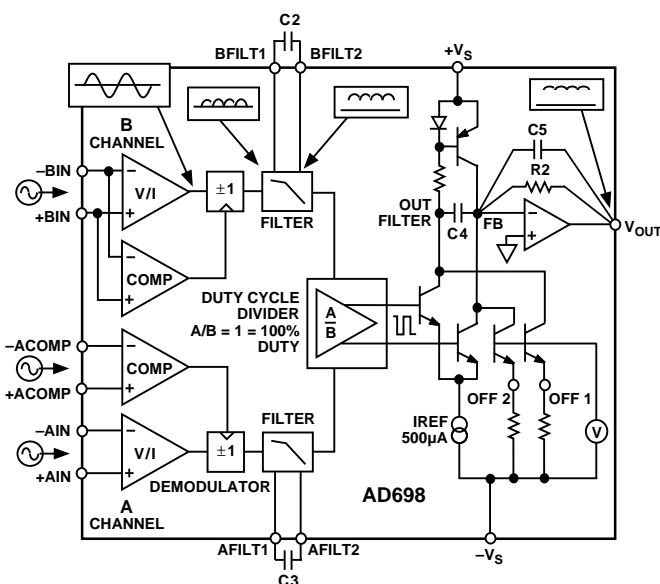 C2
BFILT1
BFILT2
+VS
B
CHANNEL
–BIN
+BIN
V/I
±1
FILTER
COMP
C5
R2
OUT
FILTER
C4
FB
VOUT
DUTY CYCLE
DIVIDER
A/B = 1 = 100%
DUTY
A
B
–ACOMP
+ACOMP
COMP
–AIN
+AIN
V/I
±1
DEMODULATOR
FILTER
A
CHANNEL
IREF
500µA
OFF 2
OFF 1
V
AD698
AFILT1
AFILT2
C3
–VS